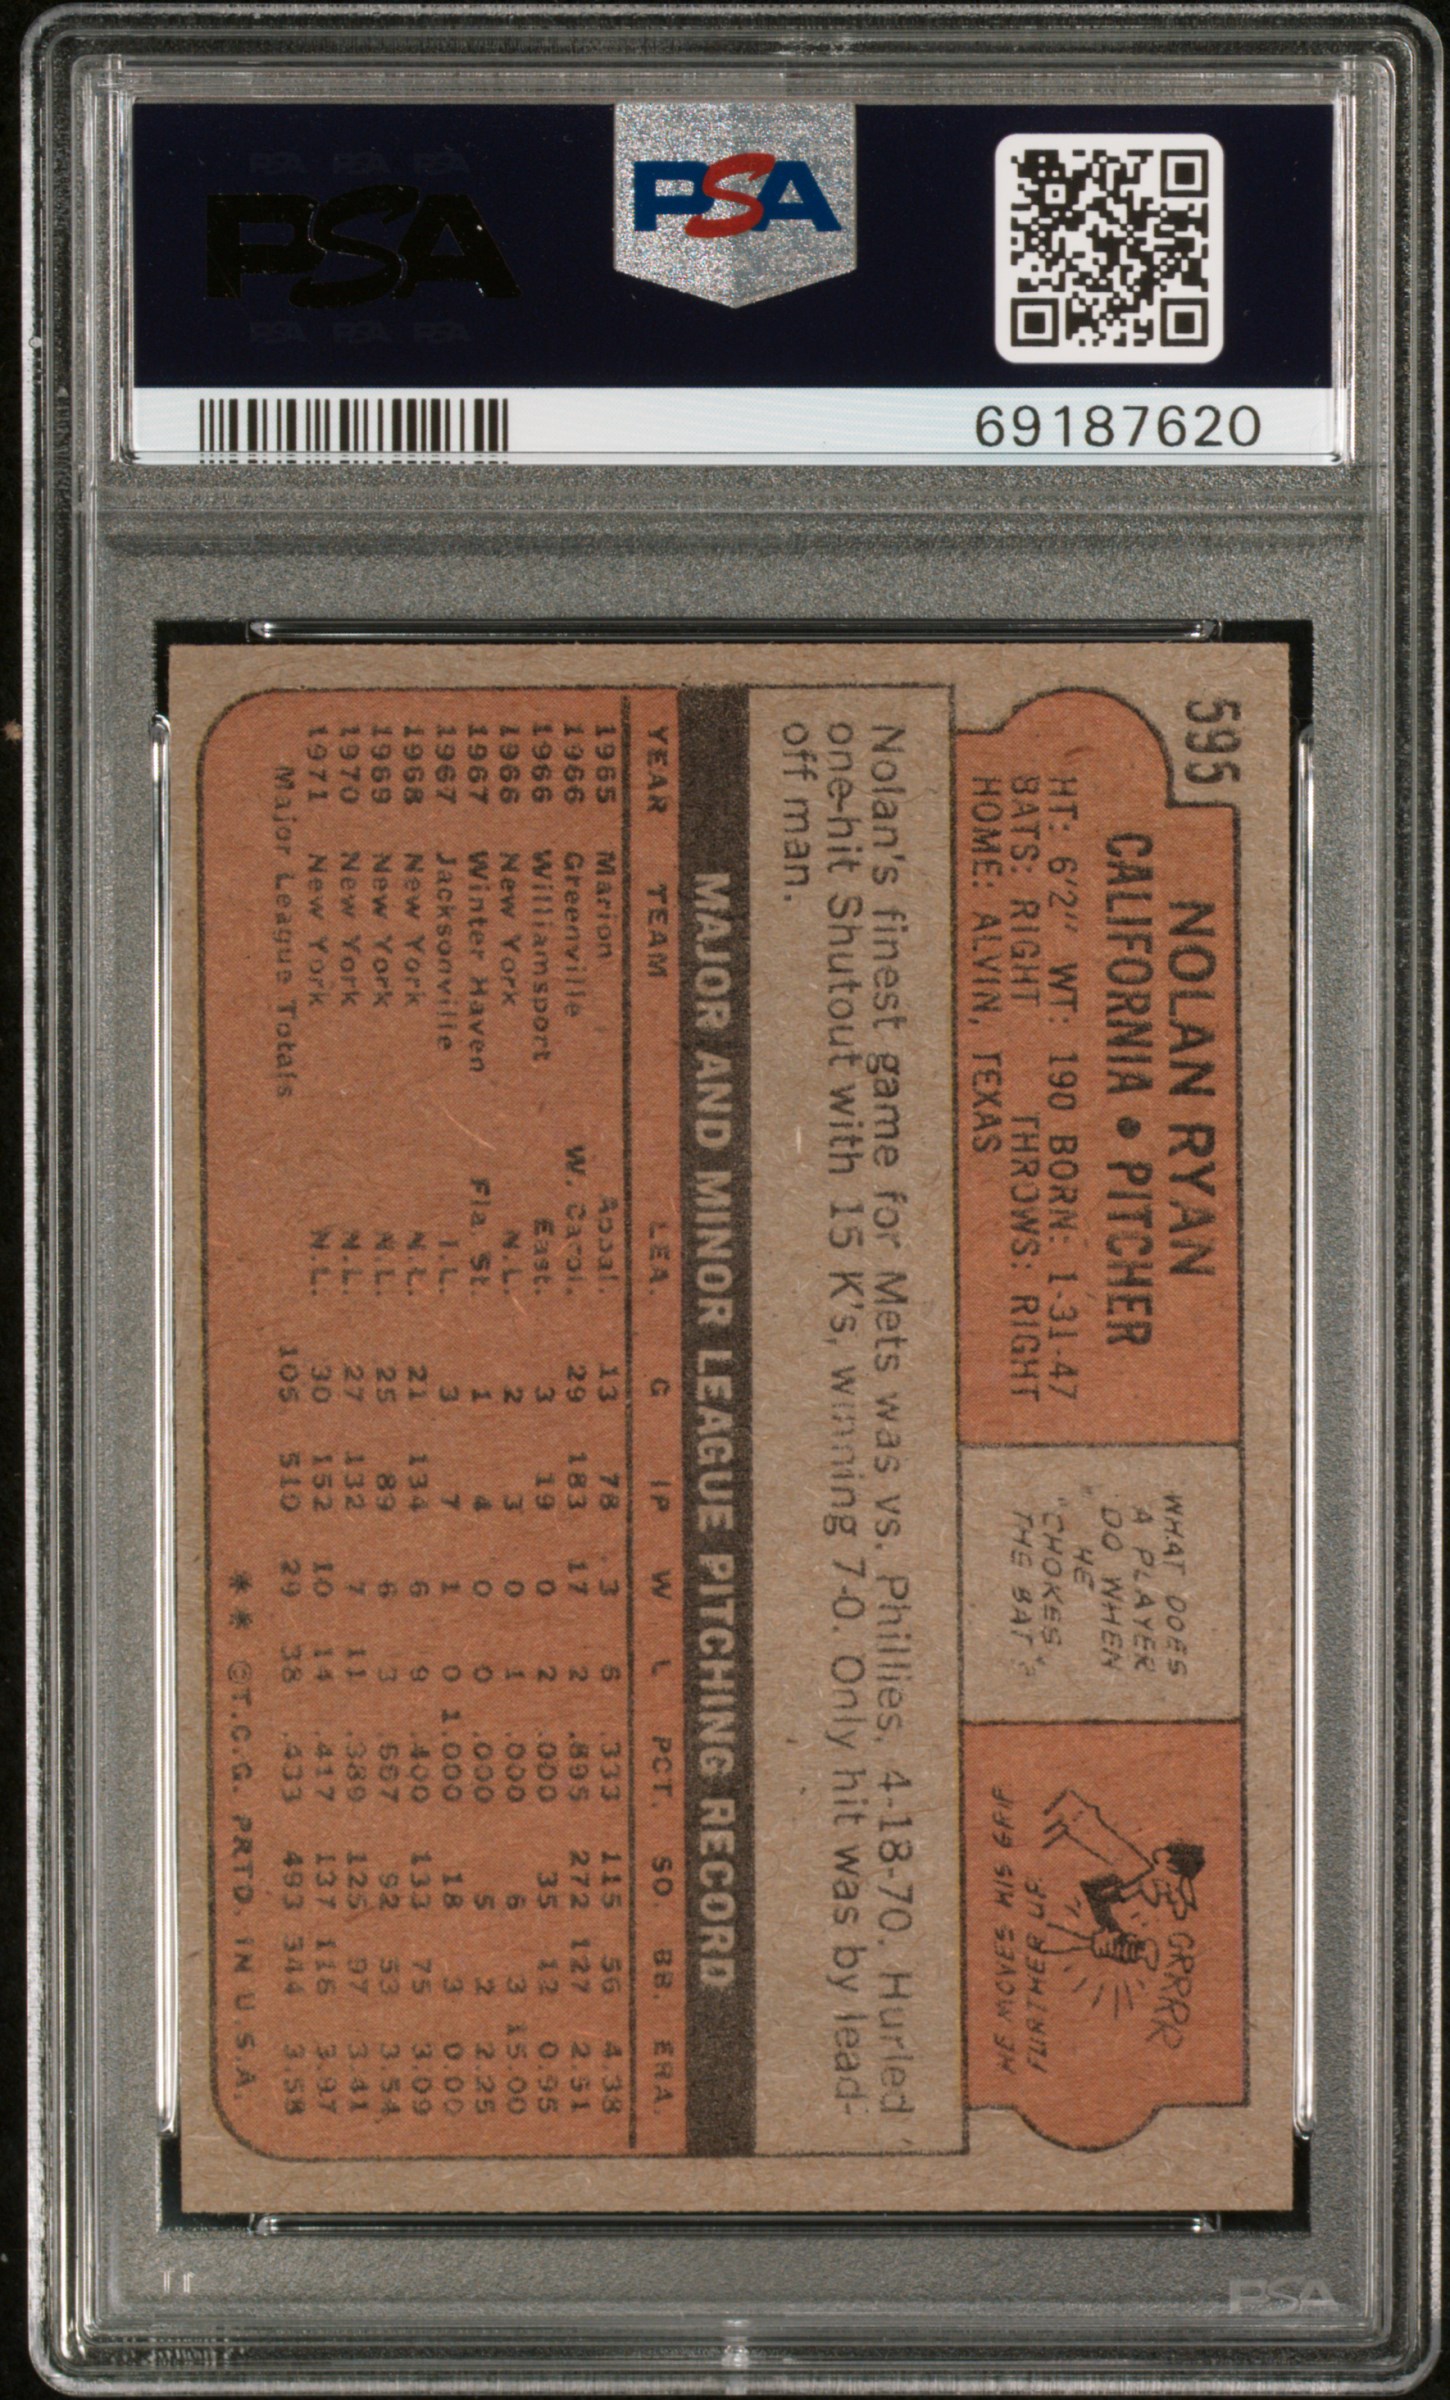 PSA PSA PSA
PSA
PSA PSA PSA
PSA
69187620
595
NOLAN RYAN
CALIFORNIA • PITCHER
HT: 6'2" WT: 190 BORN: 1-31-47
BATS: RIGHT THROWS: RIGHT
HOME: ALVIN, TEXAS
WHAT DOES
A PLAYER
DO WHEN
HE
"CHOKES"
THE BAT?
GRRRR
HE MOVES HIS GRIP
FURTHER UP.
Nolan's finest game for Mets was vs. Phillies, 4-18-70. Hurled
one-hit Shutout with 15 K's, winning 7-0. Only hit was by lead-
off man.
MAJOR AND MINOR LEAGUE PITCHING RECORD
YEAR TEAM LEA. G IP W L PCT. SO. BB. ERA.
1965 Marion Appal. 13 78 3 6 .333 115 56 4.38
1966 Greenville W. Carol. 29 183 17 2 .895 272 127 2.51
1966 Williamsport East. 3 19 0 2 .000 35 12 0.95
1966 New York N.L. 2 3 0 1 .000 6 3 15.00
1967 Winter Haven Fla. St. 1 4 0 0 .000 5 2 2.25
1967 Jacksonville I.L. 3 7 1 0 1.000 18 3 0.00
1968 New York N.L. 21 134 6 9 .400 133 75 3.09
1969 New York N.L. 25 89 6 3 .667 92 53 3.54
1970 New York N.L. 27 132 7 11 .389 125 97 3.41
1971 New York N.L. 30 152 10 14 .417 137 116 3.97
Major League Totals 105 510 29 38 .433 493 344 3.58
** ©T.C.G. PRTD. IN U.S.A.
PSA